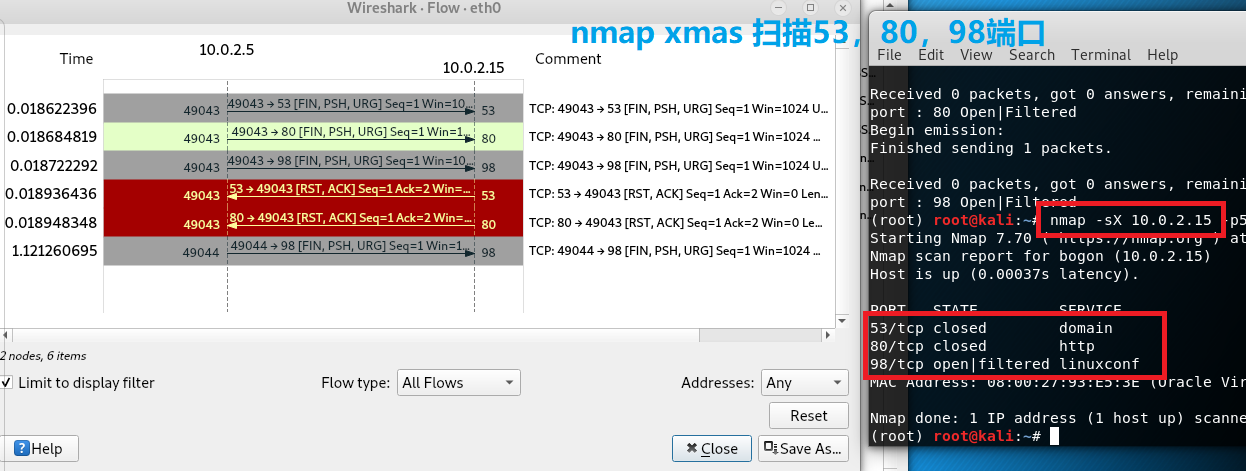 Wireshark · Flow · eth0
nmap xmas 扫描53，80，98端口
Time
10.0.2.5
10.0.2.15
Comment
0.018622396
49043
49043 → 53 [FIN, PSH, URG] Seq=1 Win=10...
53
TCP: 49043 → 53 [FIN, PSH, URG] Seq=1 Win=1024 U...
0.018684819
49043
49043 → 80 [FIN, PSH, URG] Seq=1 Win=1...
80
TCP: 49043 → 80 [FIN, PSH, URG] Seq=1 Win=1024 ...
0.018722292
49043
49043 → 98 [FIN, PSH, URG] Seq=1 Win=10...
98
TCP: 49043 → 98 [FIN, PSH, URG] Seq=1 Win=1024 U...
0.018936436
49043
53 → 49043 [RST, ACK] Seq=1 Ack=2 Win=...
53
TCP: 53 → 49043 [RST, ACK] Seq=1 Ack=2 Win=0 Len...
0.018948348
49043
80 → 49043 [RST, ACK] Seq=1 Ack=2 Win=...
80
TCP: 80 → 49043 [RST, ACK] Seq=1 Ack=2 Win=0 Le...
1.121260695
49044
49044 → 98 [FIN, PSH, URG] Seq=1 Win=1...
98
TCP: 49044 → 98 [FIN, PSH, URG] Seq=1 Win=1024 ...
2 nodes, 6 items
Limit to display filter
Flow type:
All Flows
Addresses:
Any
Reset
Help
Close
Save As...
File Edit View Search Terminal Help
Received 0 packets, got 0 answers, remaini
port : 80 Open|Filtered
Begin emission:
Finished sending 1 packets.
Received 0 packets, got 0 answers, remaini
port : 98 Open|Filtered
(root) root@kali:~# nmap -sX 10.0.2.15 -p5
Starting Nmap 7.70 ( https://nmap.org ) at
Nmap scan report for bogon (10.0.2.15)
Host is up (0.00037s latency).
PORT STATE SERVICE
53/tcp closed domain
80/tcp closed http
98/tcp open|filtered linuxconf
MAC Address: 08:00:27:93:E5:3E (Oracle Vir
Nmap done: 1 IP address (1 host up) scanne
(root) root@kali:~#